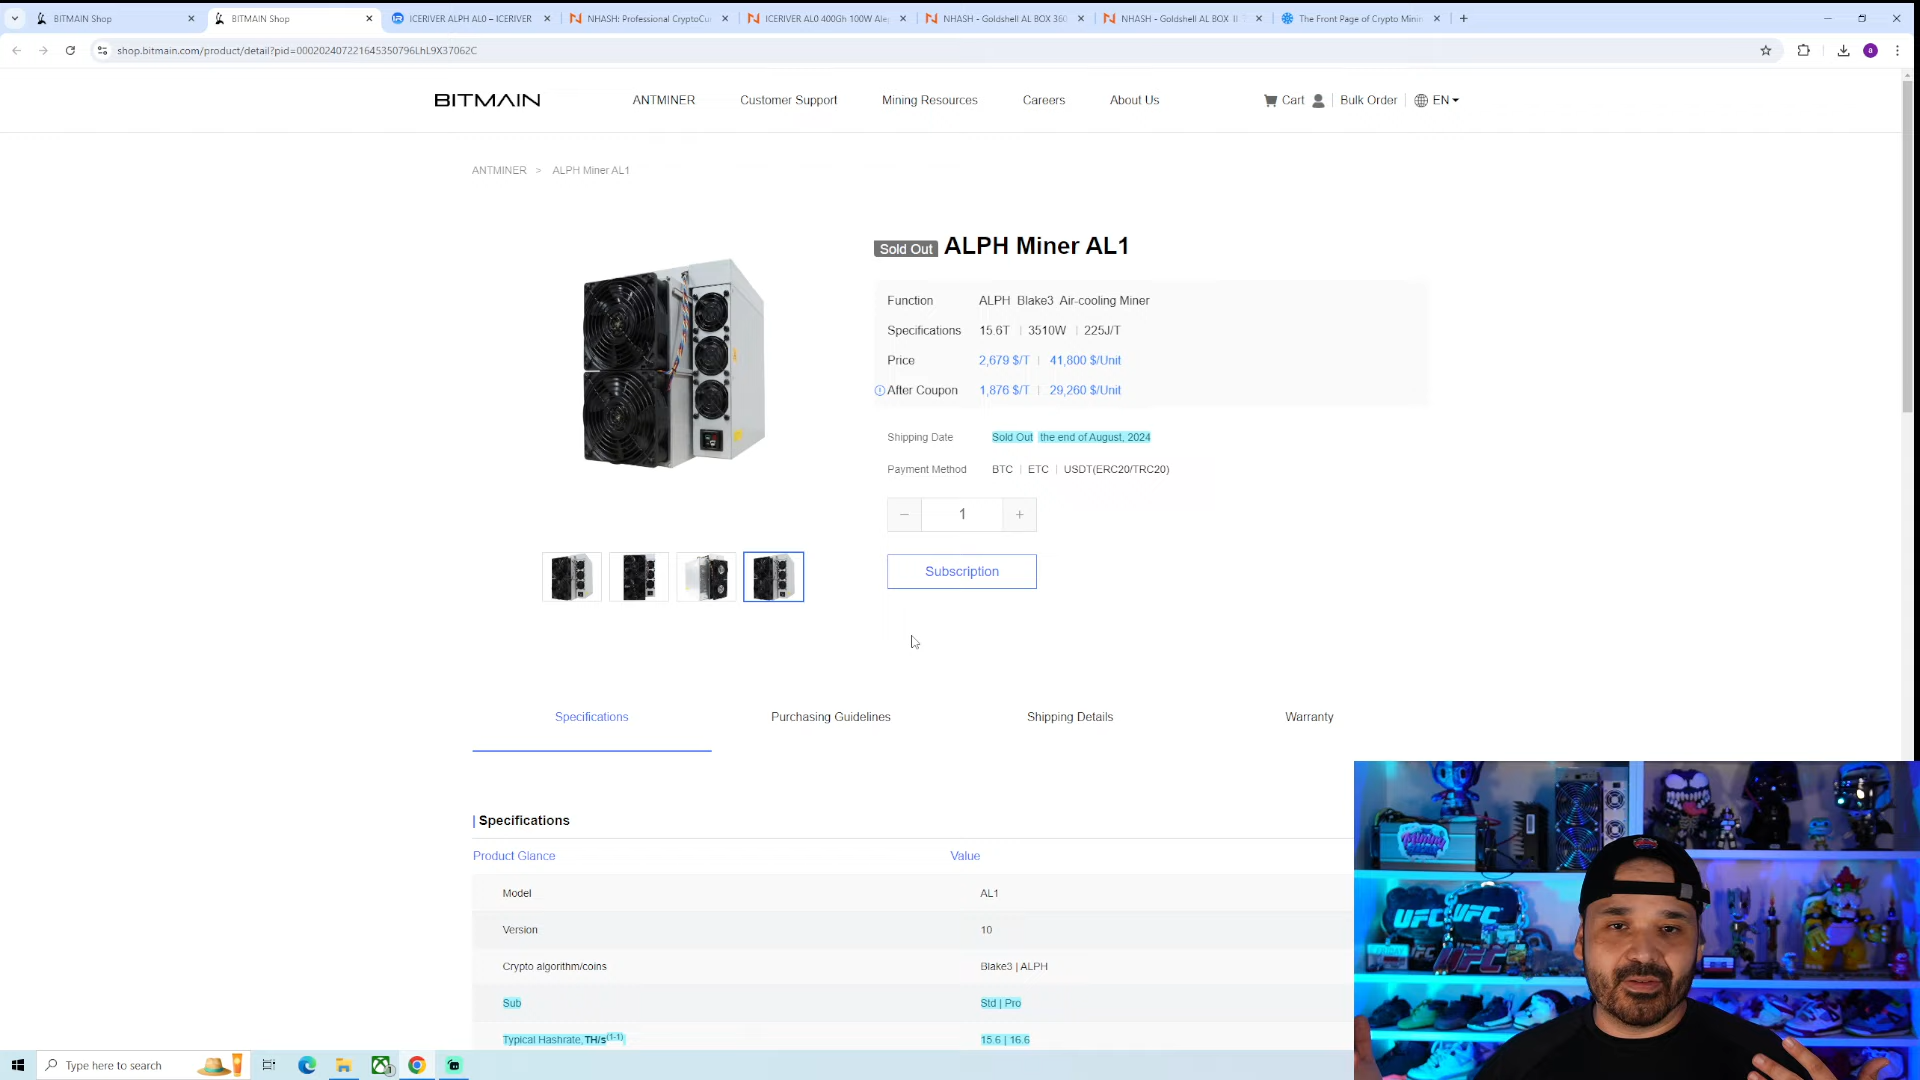 BITMAIN Shop
BITMAIN Shop
ICERIVER ALPH AL0 – ICERIVER
NHASH: Professional CryptoCur
ICERIVER AL0 400Gh 100W Alep
NHASH - Goldshell AL BOX 360
NHASH - Goldshell AL BOX II
The Front Page of Crypto Minin
shop.bitmain.com/product/detail?pid=00020240722164535079​6LhL9X37062C
BITMAIN
ANTMINER
Customer Support
Mining Resources
Careers
About Us
Cart
Bulk Order
EN
ANTMINER > ALPH Miner AL1
Sold Out ALPH Miner AL1
Function ALPH Blake3 Air-cooling Miner
Specifications 15.6T | 3510W | 225J/T
Price 2,679 $/T | 41,800 $/Unit
After Coupon 1,876 $/T | 29,260 $/Unit
Shipping Date Sold Out the end of August, 2024
Payment Method BTC | ETC | USDT(ERC20/TRC20)
− 1 +
Subscription
Specifications
Purchasing Guidelines
Shipping Details
Warranty
Specifications
Product Glance Value
Model AL1
Version 10
Crypto algorithm/coins Blake3 | ALPH
Sub Std | Pro
Typical Hashrate, TH/s(1-1) 15.6 | 16.6
UFC UFC
UFC
Type here to search